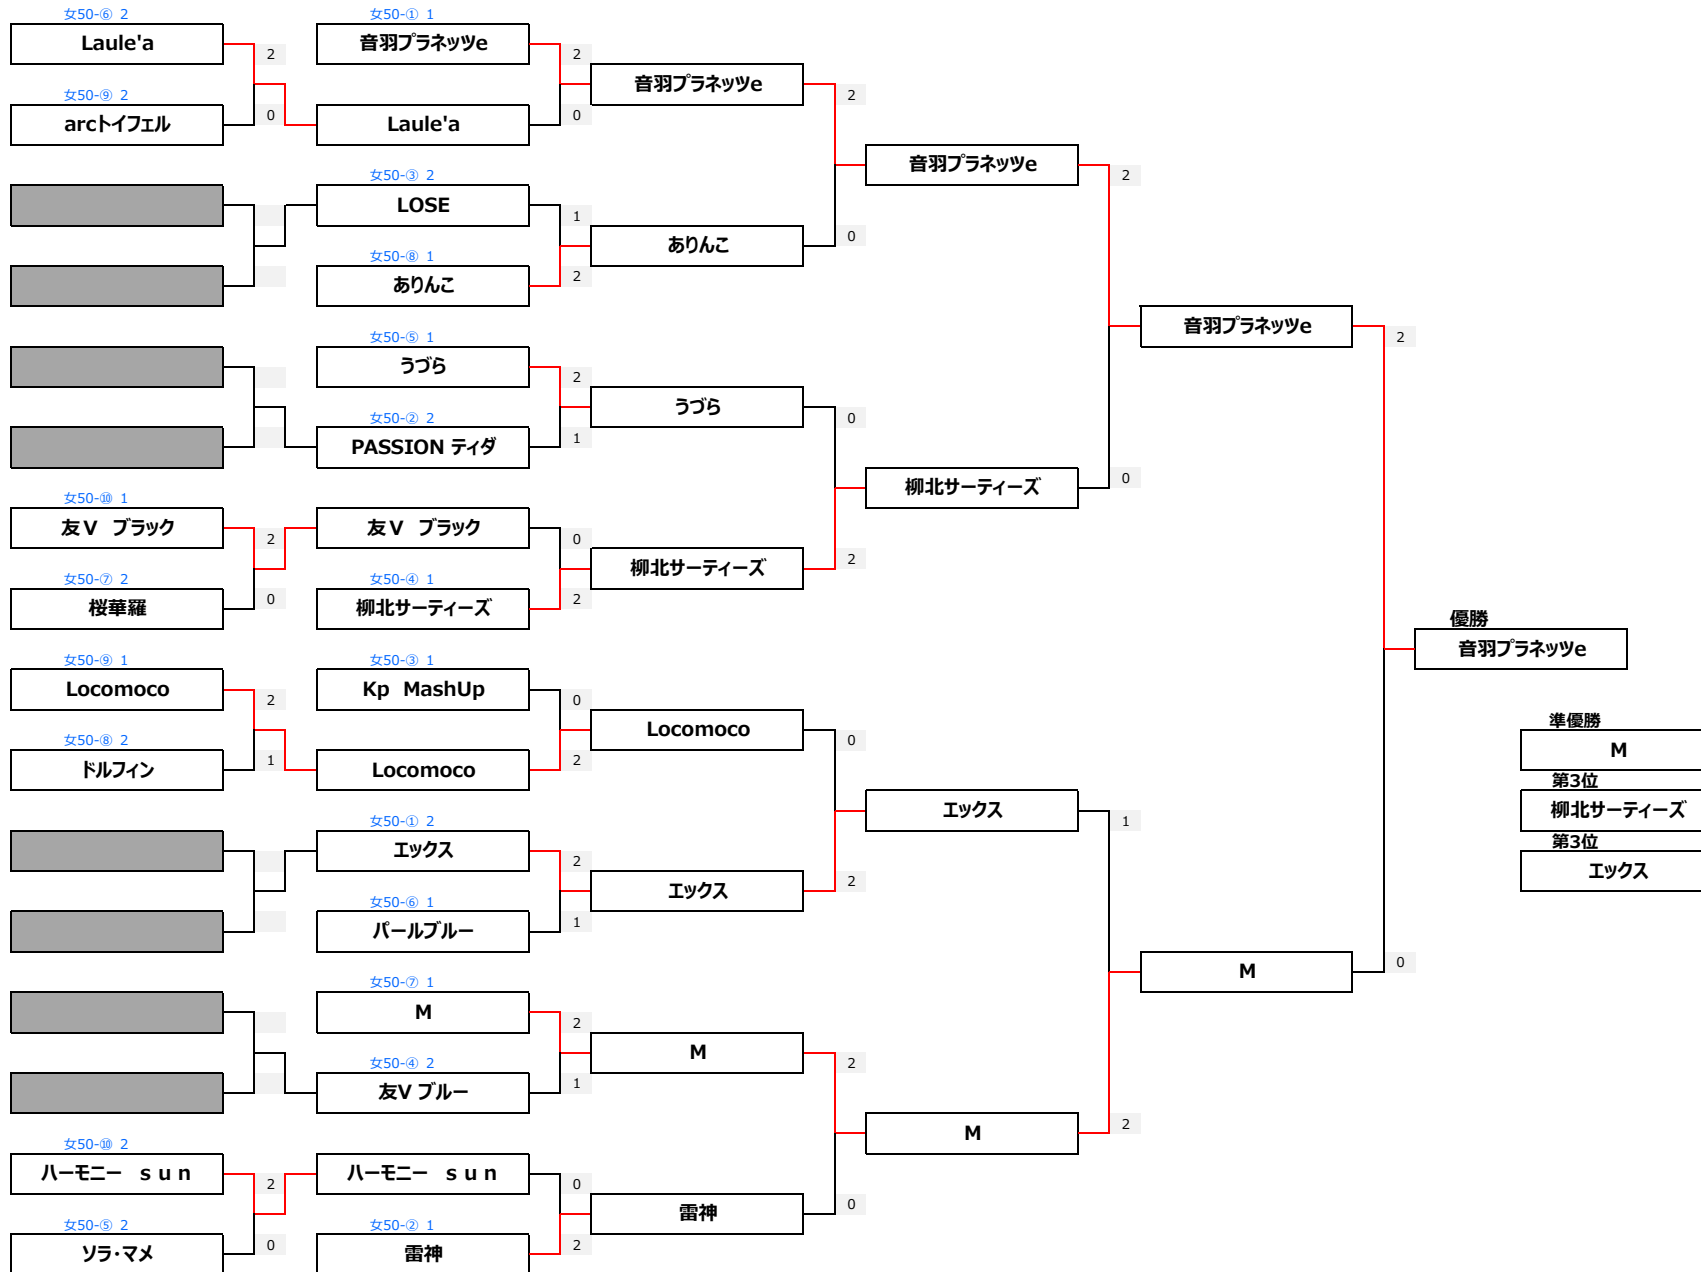 女50-⑥ 2
Laule'a
2
女50-⑨ 2
arcトイフェル
0
女50-① 1
音羽プラネッツe
2
Laule'a
0
音羽プラネッツe
2
女50-③ 2
LOSE
1
女50-⑧ 1
ありんこ
2
ありんこ
0
音羽プラネッツe
2
女50-⑤ 1
うづら
2
女50-② 2
PASSION ティダ
1
うづら
0
女50-⑩ 1
友V ブラック
2
女50-⑦ 2
桜華羅
0
友V ブラック
0
女50-④ 1
柳北サーティーズ
2
柳北サーティーズ
2
柳北サーティーズ
0
音羽プラネッツe
2
女50-⑨ 1
Locomoco
2
女50-⑧ 2
ドルフィン
1
女50-③ 1
Kp MashUp
0
Locomoco
2
Locomoco
0
女50-① 2
エックス
2
女50-⑥ 1
パールブルー
1
エックス
2
エックス
1
女50-⑦ 1
M
2
女50-④ 2
友V ブルー
1
M
2
女50-⑩ 2
ハーモニー sun
2
女50-⑤ 2
ソラ・マメ
0
ハーモニー sun
0
女50-② 1
雷神
2
雷神
0
M
2
M
0
優勝
音羽プラネッツe
準優勝
M
第3位
柳北サーティーズ
第3位
エックス